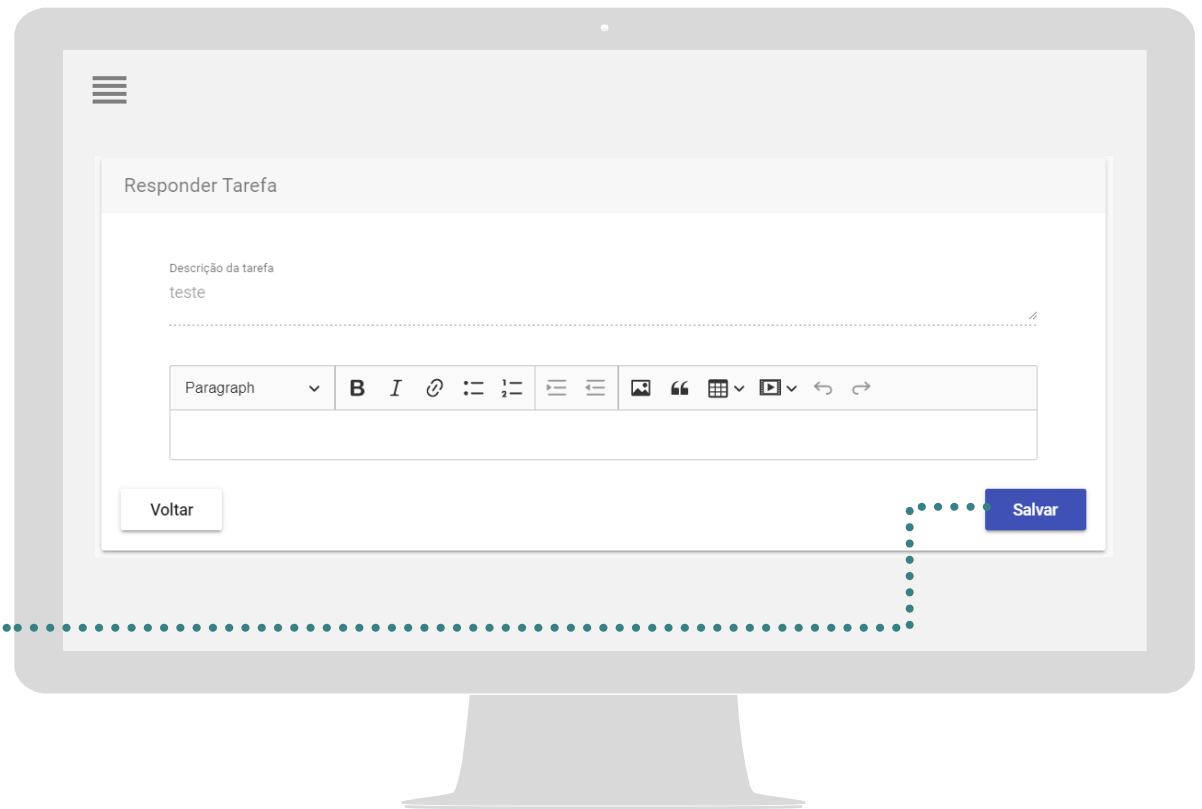 Responder Tarefa
Descrição da tarefa
teste
Paragraph
Voltar
Salvar